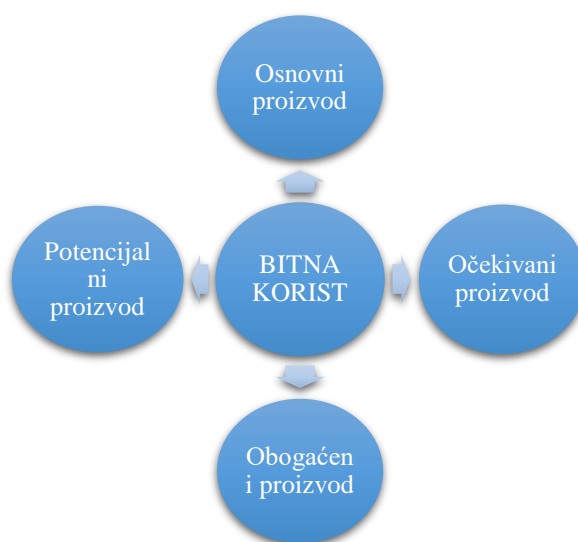 Osnovni
proizvod
Potencijal
ni
proizvod
BITNA
KORIST
Očekivani
proizvod
Obogaćen
i proizvod